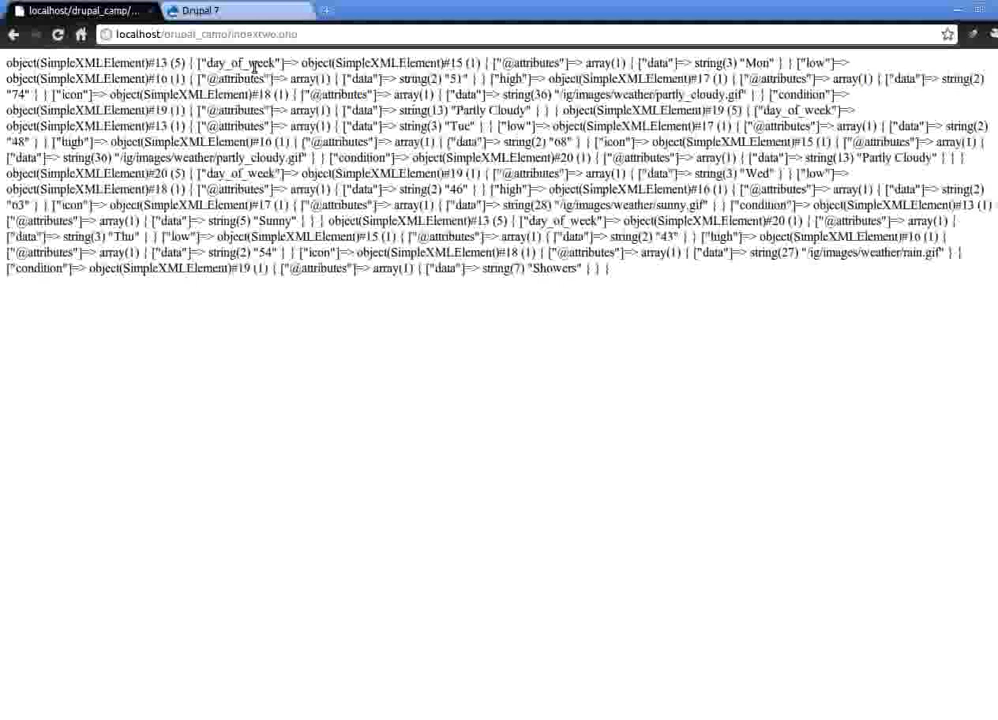 localhost/drupal_camp/...
Drupal 7
localhost/drupal_camp/indextwo.php
object(SimpleXMLElement)#13 (5) { ["day_of_week"]=> object(SimpleXMLElement)#15 (1) { ["@attributes"]=> array(1) { ["data"]=> string(3) "Mon" } } ["low"]=>
object(SimpleXMLElement)#16 (1) { ["@attributes"]=> array(1) { ["data"]=> string(2) "51" } } ["high"]=> object(SimpleXMLElement)#17 (1) { ["@attributes"]=> array(1) { ["data"]=> string(2)
"74" } } ["icon"]=> object(SimpleXMLElement)#18 (1) { ["@attributes"]=> array(1) { ["data"]=> string(36) "/ig/images/weather/partly_cloudy.gif" } } ["condition"]=>
object(SimpleXMLElement)#19 (1) { ["@attributes"]=> array(1) { ["data"]=> string(13) "Partly Cloudy" } } } object(SimpleXMLElement)#19 (5) { ["day_of_week"]=>
object(SimpleXMLElement)#13 (1) { ["@attributes"]=> array(1) { ["data"]=> string(3) "Tue" } } ["low"]=> object(SimpleXMLElement)#17 (1) { ["@attributes"]=> array(1) { ["data"]=> string(2)
"48" } } ["high"]=> object(SimpleXMLElement)#16 (1) { ["@attributes"]=> array(1) { ["data"]=> string(2) "68" } } ["icon"]=> object(SimpleXMLElement)#15 (1) { ["@attributes"]=> array(1) {
["data"]=> string(36) "/ig/images/weather/partly_cloudy.gif" } } ["condition"]=> object(SimpleXMLElement)#20 (1) { ["@attributes"]=> array(1) { ["data"]=> string(13) "Partly Cloudy" } } }
object(SimpleXMLElement)#20 (5) { ["day_of_week"]=> object(SimpleXMLElement)#19 (1) { ["@attributes"]=> array(1) { ["data"]=> string(3) "Wed" } } ["low"]=>
object(SimpleXMLElement)#18 (1) { ["@attributes"]=> array(1) { ["data"]=> string(2) "46" } } ["high"]=> object(SimpleXMLElement)#16 (1) { ["@attributes"]=> array(1) { ["data"]=> string(2)
"63" } } ["icon"]=> object(SimpleXMLElement)#17 (1) { ["@attributes"]=> array(1) { ["data"]=> string(28) "/ig/images/weather/sunny.gif" } } ["condition"]=> object(SimpleXMLElement)#13 (1) {
["@attributes"]=> array(1) { ["data"]=> string(5) "Sunny" } } } object(SimpleXMLElement)#13 (5) { ["day_of_week"]=> object(SimpleXMLElement)#20 (1) { ["@attributes"]=> array(1) {
["data"]=> string(3) "Thu" } } ["low"]=> object(SimpleXMLElement)#15 (1) { ["@attributes"]=> array(1) { ["data"]=> string(2) "43" } } ["high"]=> object(SimpleXMLElement)#16 (1) {
["@attributes"]=> array(1) { ["data"]=> string(2) "54" } } ["icon"]=> object(SimpleXMLElement)#18 (1) { ["@attributes"]=> array(1) { ["data"]=> string(27) "/ig/images/weather/rain.gif" } }
["condition"]=> object(SimpleXMLElement)#19 (1) { ["@attributes"]=> array(1) { ["data"]=> string(7) "Showers" } } }